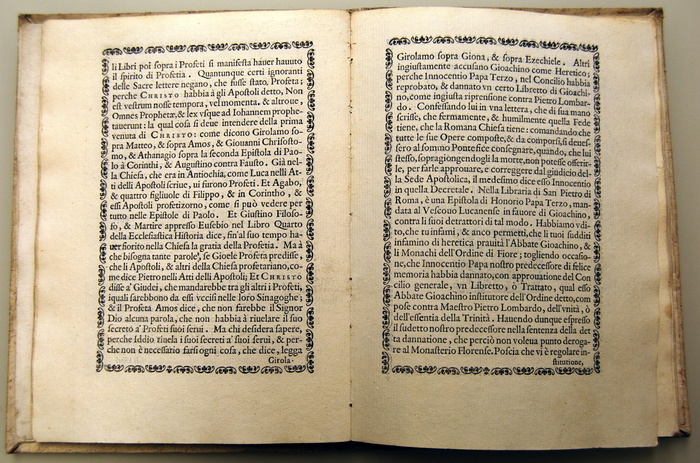 li Libri poi sopra i Profeti si manifesta hauer hauuto
il spirito di Profetia. Quantunque certi ignoranti
delle Sacre lettere negano, che fusse stato, Profeta;
perche CHRISTO habbia à gli Apostoli detto, Non
est vestrum nosse tempora, vel momenta. & altroue,
Omnes Prophetæ, & lex vsque ad Iohannem prophe-
tauerunt: la qual cosa si deue intendere della prima
venuta di CHRISTO: come dicono Girolamo so-
pra Matteo, & sopra Amos, & Giouanni Chrisosto-
mo, & Athanagio sopra la seconda Epistola di Pao-
lo à Corinthi, & Augustino contra Fausto. Già nel-
la Chiesa, che era in Antiochia, come Luca nelli At-
ti delli Apostoli scriue, ui furono Profeti. Et Agabo,
& quattro figliuole di Filippo, & in Corintho, &
essi Apostoli profetizorno, come si può vedere per
tutto nelle Epistole di Paolo. Et Giustino Filoso-
fo, & Martire appresso Eusebio nel Libro Quarto
della Ecclesiastica Historia dice, sin'al suo tempo ha-
uer fiorito nella Chiesa la gratia della Profetia. Ma à
che bisogna tante parole, se Gioele Profeta predisse,
che li Apostoli, & altri della Chiesa profetariano, co-
me dice Pietro nelli Atti delli Apostoli; Et CHRISTO
disse a' Giudei, che mandarebbe tra gli altri i Profeti,
i quali sarebbono da essi vccisi nelle loro Sinagoghe;
& il Profeta Amos dice, che non farebbe il Signor
Dio alcuna parola, che non habbia à riuelare il suo
secreto a' Profeti suoi serui. Ma chi desidera sapere,
perche Iddio riuela i suoi secreti a' suoi serui, & per-
che non è necessario farsi ogni cosa, che dice, legga
Girola-
Girolamo sopra Giona, & sopra Ezechiele. Altri
ingiustamente accusano Gioachino come Heretico;
perche Innocentio Papa Terzo, nel Concilio habbia
reprobato, & dannato vn certo Libretto di Gioachi-
no, come ingiusta riprensione contra Pietro Lombar-
do. Confessando lui in vna lettera, che di sua mano
scrisse, che fermamente, & humilmente quella Fede
tiene, che la Romana Chiesa tiene: comandando che
tutte le sue Opere composte, & da comporsi, si deues-
sero al sommo Pontefice consegnare, quando, che lui
stesso, sopragiongendogli la morte, non potesse offerir-
le, per farle approuare, e correggere dal giudicio del-
la Sede Apostolica, il medesimo dice esso Innocentio
in quella Decretale. Nella Libraria di San Pietro di
Roma, è una Epistola di Honorio Papa Terzo, man-
data al Vescouo Lucanense in fauore di Gioachino,
contra li suoi detrattori di tal modo. Habbiamo vdi-
to, che tu infami, & anco permetti, che li tuoi sudditi
infamino di heretica prauità l'Abbate Gioachino, &
li Monachi dell'Ordine di Fiore; togliendo occasio-
ne, che Innocentio Papa nostro predecessore di felice
memoria habbia dannato, con approuatione del Con-
cilio generale, vn Libretto, ò Trattato, qual esso
Abbate Gioachino institutore dell'Ordine detto, com
pose contra Maestro Pietro Lombardo, dell'vnità, ò
dell'essentia della Trinità. Hauendo dunque espresso
il sudetto nostro predecessore nella sentenza della det
ta dannatione, che perciò non voleua punto deroga-
re al Monasterio Florense. Poscia che vi è regolare in-
stitutione,